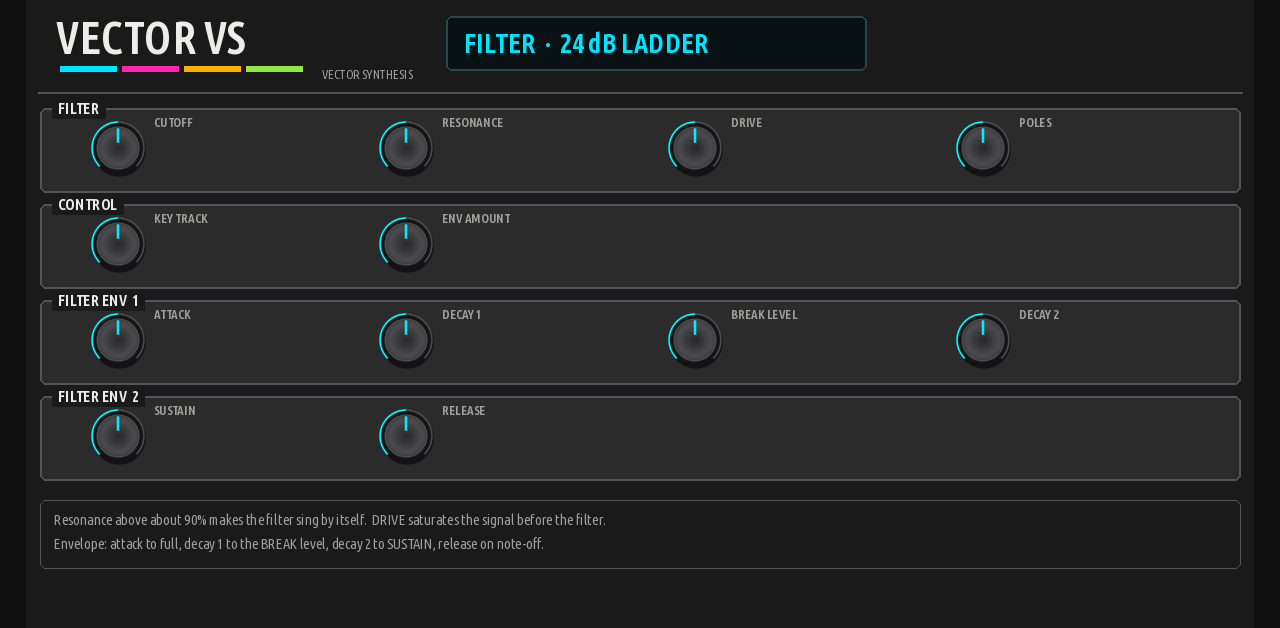 VECTOR VS
VECTOR SYNTHESIS
FILTER · 24 dB LADDER
FILTER
CUTOFF
RESONANCE
DRIVE
POLES
CONTROL
KEY TRACK
ENV AMOUNT
FILTER ENV 1
ATTACK
DECAY 1
BREAK LEVEL
DECAY 2
FILTER ENV 2
SUSTAIN
RELEASE
Resonance above about 90% makes the filter sing by itself. DRIVE saturates the signal before the filter.
Envelope: attack to full, decay 1 to the BREAK level, decay 2 to SUSTAIN, release on note-off.